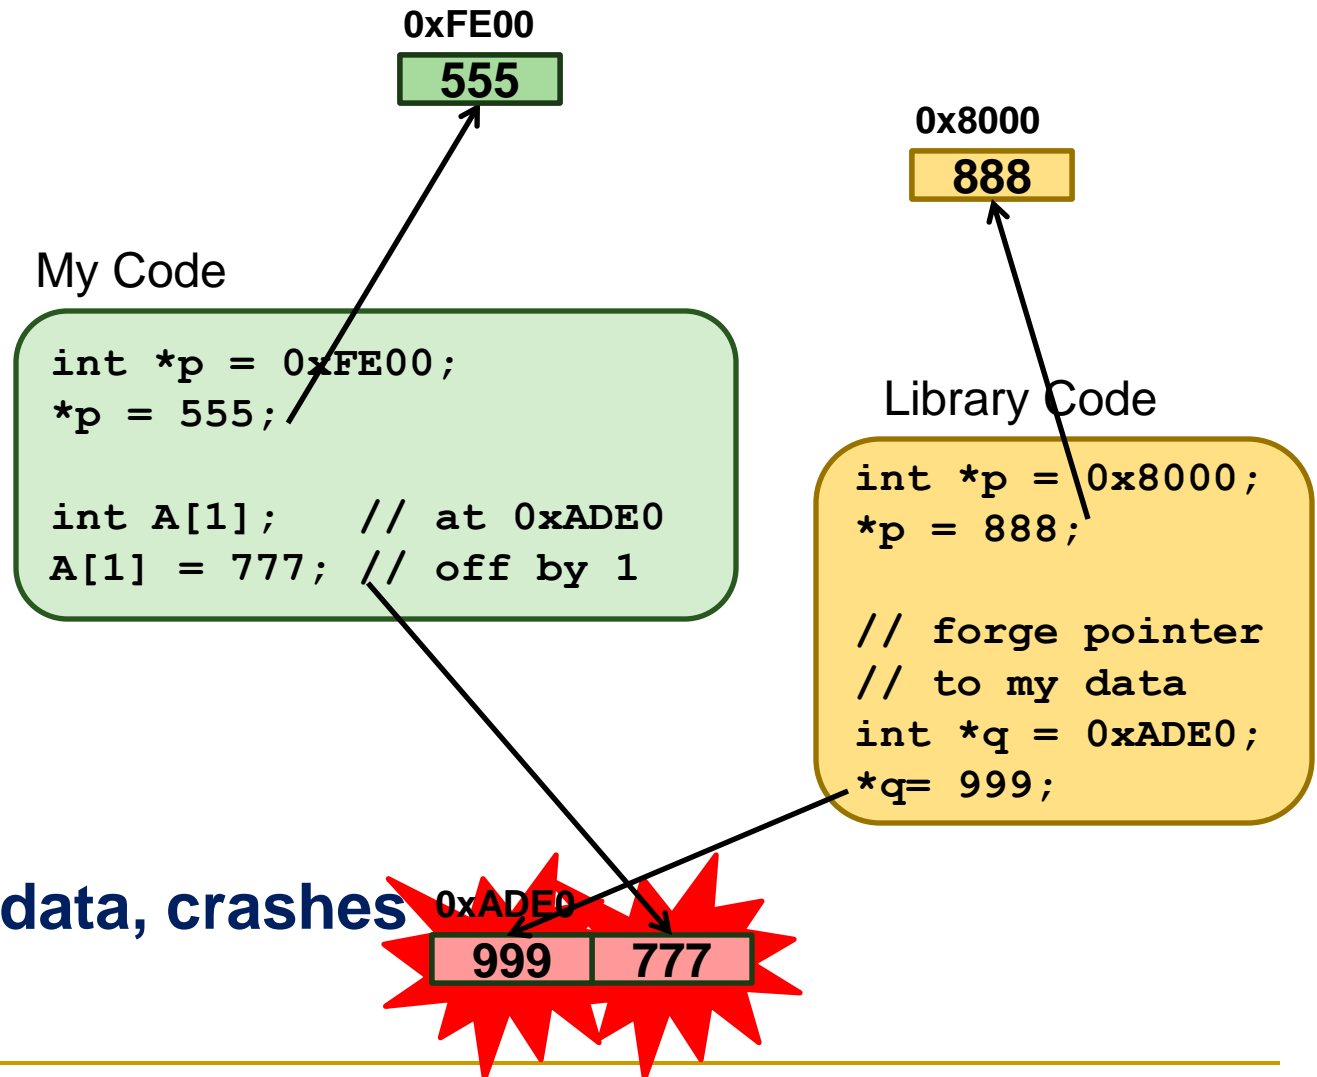 0xFE00
555
0x8000
888
My Code
int *p = 0xFE00;
*p = 555;
int A[1];   // at 0xADE0
A[1] = 777; // off by 1
Library Code
int *p = 0x8000;
*p = 888;
// forge pointer
// to my data
int *q = 0xADE0;
*q= 999;
data, crashes
0xADE0
999 777